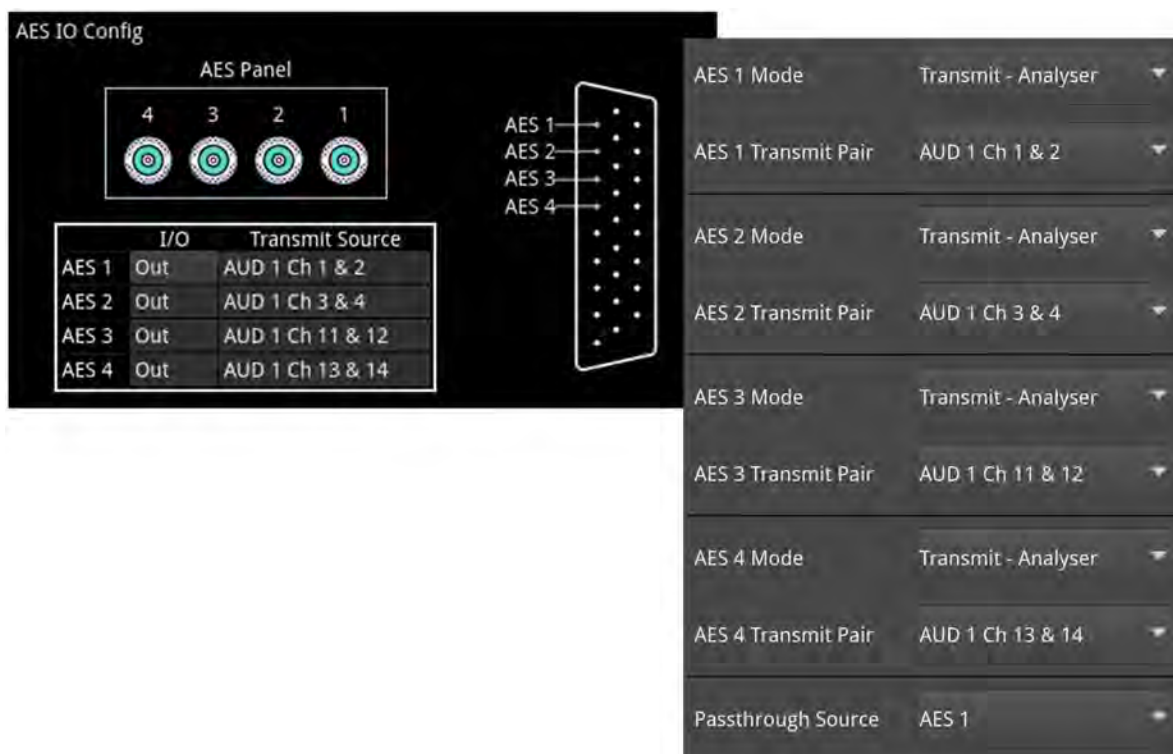 AES IO Config
AES Panel
4 3 2 1
AES 1
AES 2
AES 3
AES 4
I/O Transmit Source
AES 1 Out AUD 1 Ch 1 & 2
AES 2 Out AUD 1 Ch 3 & 4
AES 3 Out AUD 1 Ch 11 & 12
AES 4 Out AUD 1 Ch 13 & 14
AES 1 Mode Transmit - Analyser
AES 1 Transmit Pair AUD 1 Ch 1 & 2
AES 2 Mode Transmit - Analyser
AES 2 Transmit Pair AUD 1 Ch 3 & 4
AES 3 Mode Transmit - Analyser
AES 3 Transmit Pair AUD 1 Ch 11 & 12
AES 4 Mode Transmit - Analyser
AES 4 Transmit Pair AUD 1 Ch 13 & 14
Passthrough Source AES 1